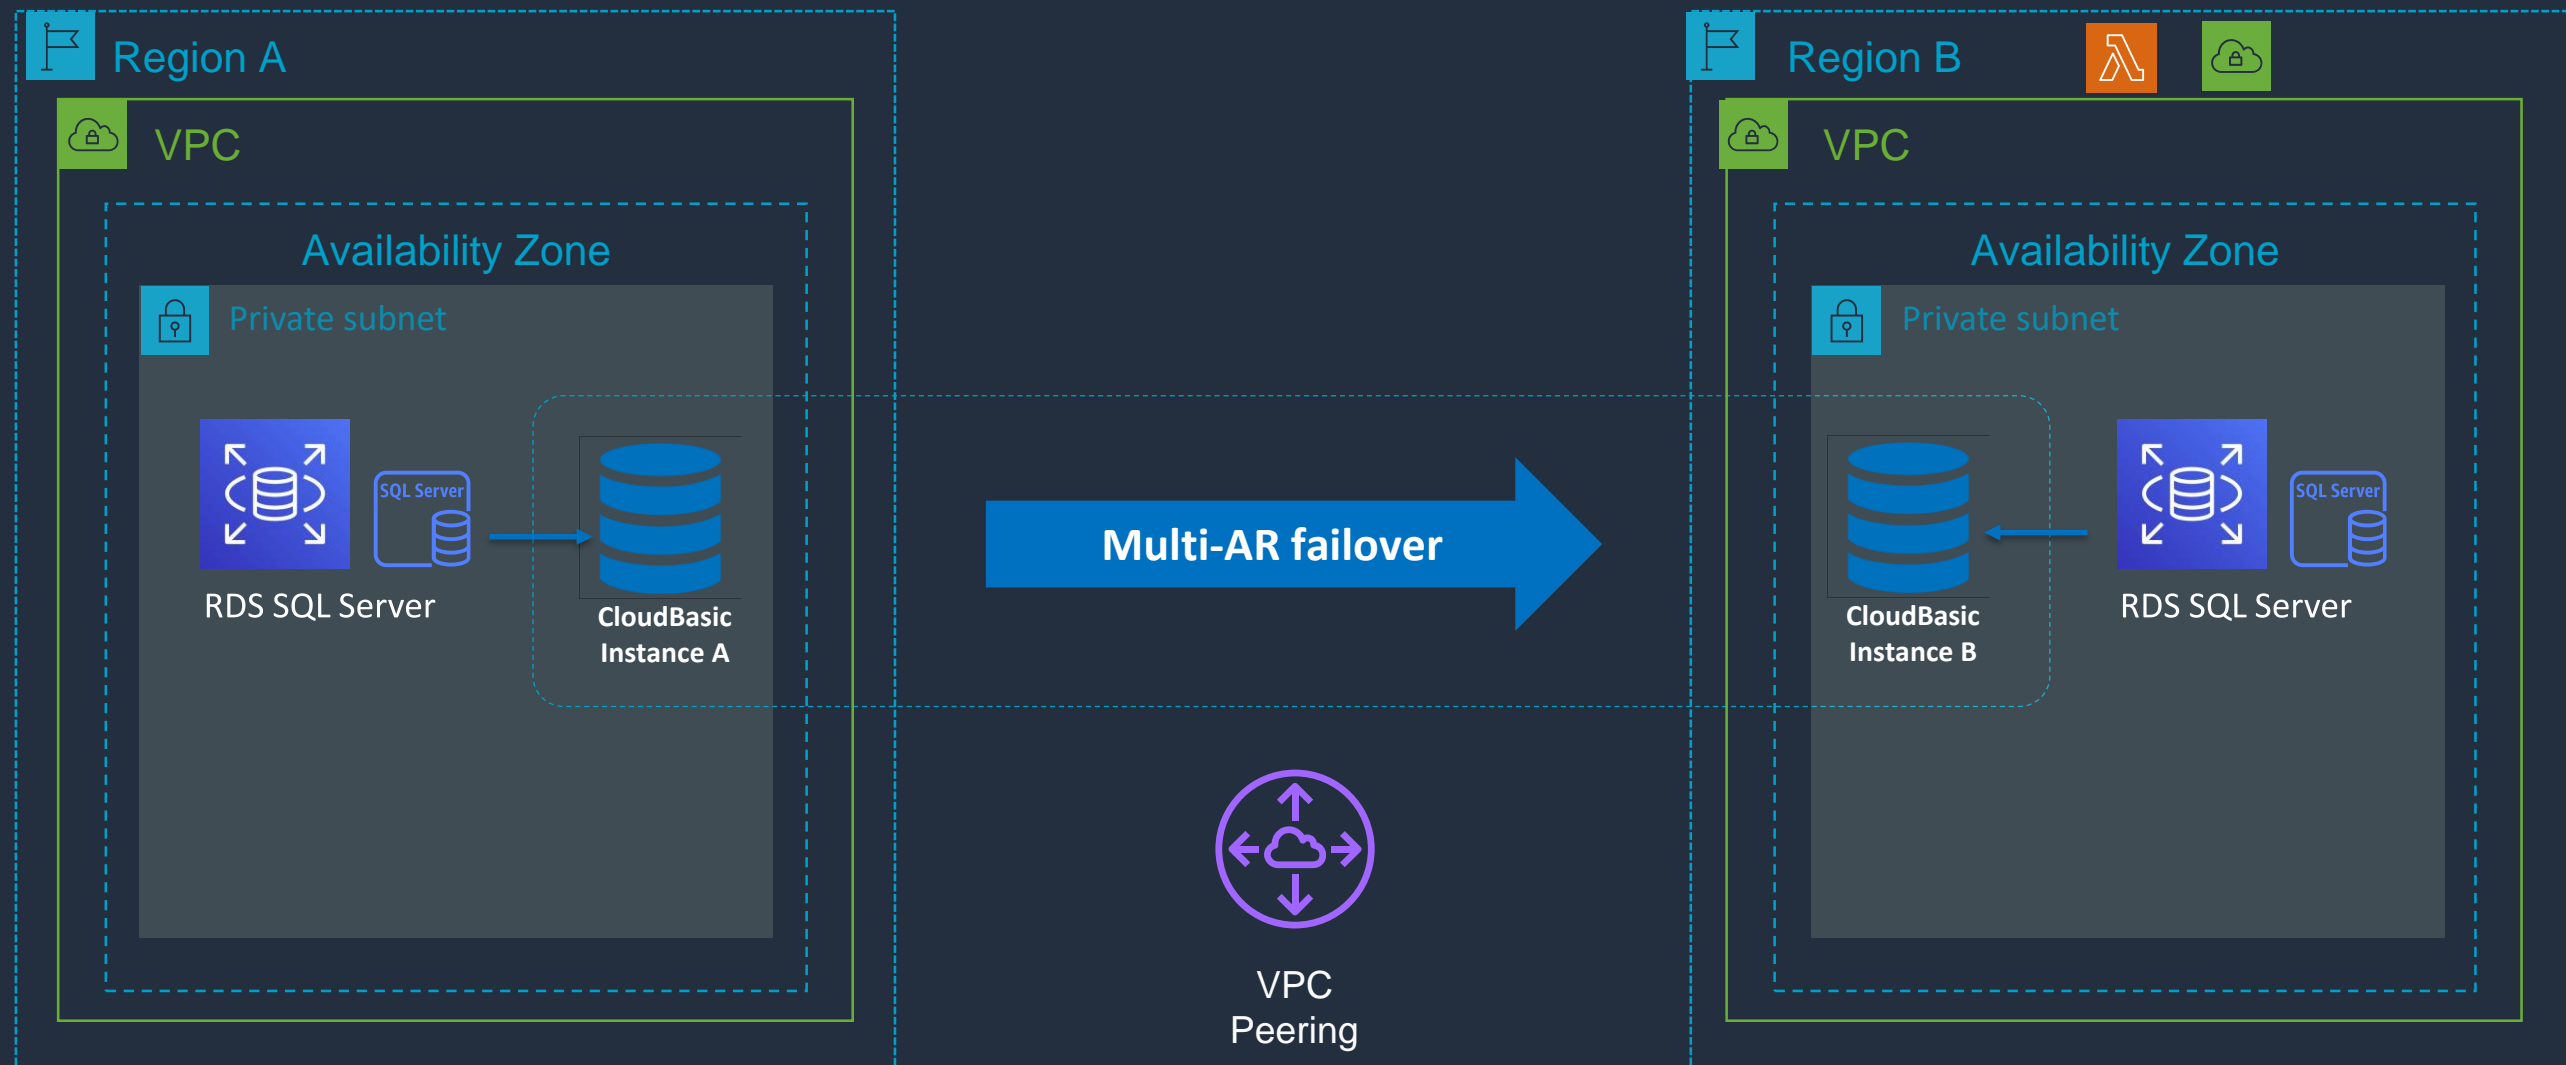 Region A
VPC
Availability Zone
Private subnet
SQL Server
RDS SQL Server
CloudBasic
Instance A
Multi-AR failover
VPC
Peering
Region B
VPC
Availability Zone
Private subnet
CloudBasic
Instance B
SQL Server
RDS SQL Server